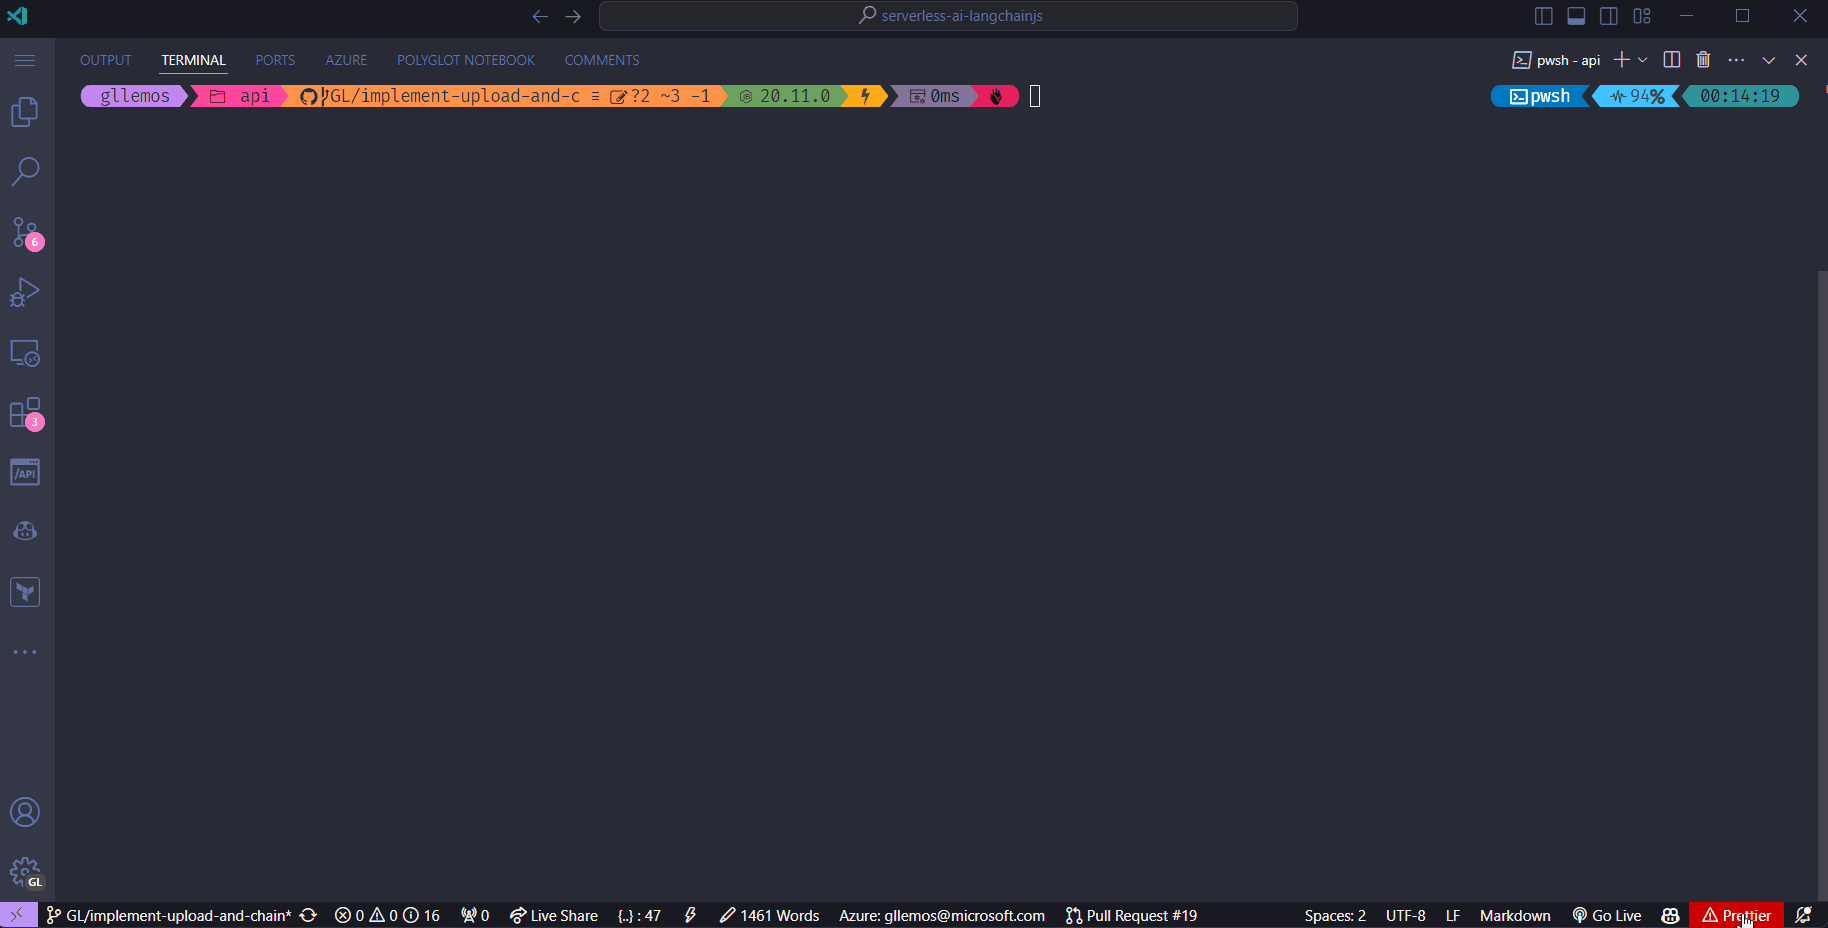 serverless-ai-langchainjs
OUTPUT TERMINAL PORTS AZURE POLYGLOT NOTEBOOK COMMENTS pwsh - api
gllemos api GL/implement-upload-and-c ≡ ?2 ~3 -1 20.11.0 0ms pwsh 94% 00:14:19
6
3
/API
GL
GL/implement-upload-and-chain* 0 0 16 0 Live Share {..} : 47 1461 Words Azure: gllemos@microsoft.com Pull Request #19 Spaces: 2 UTF-8 LF Markdown Go Live Prettier